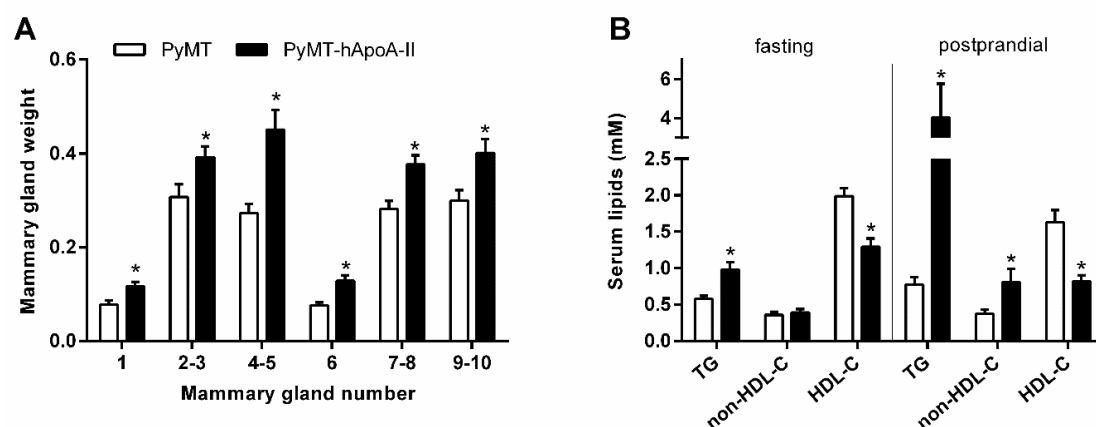 A
PyMT
PyMT-hApoA-II
Mammary gland weight
0.6
0.4
0.2
0.0
*
*
*
*
*
*
1
2-3
4-5
6
7-8
9-10
Mammary gland number
B
fasting
postprandial
Serum lipids (mM)
6
4
2.5
2.0
1.5
1.0
0.5
0.0
*
*
*
*
*
TG
non-HDL-C
HDL-C
TG
non-HDL-C
HDL-C